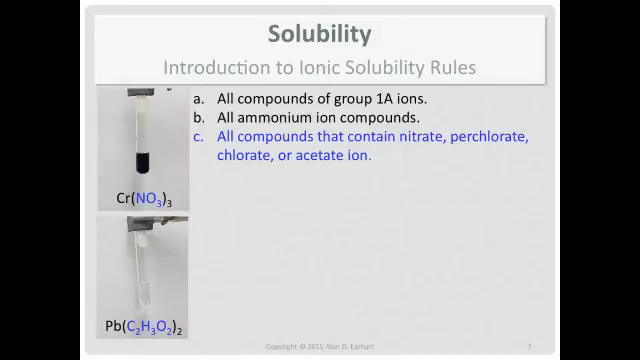 Solubility
Introduction to Ionic Solubility Rules
a. All compounds of group 1A ions.
b. All ammonium ion compounds.
c. All compounds that contain nitrate, perchlorate,
chlorate, or acetate ion.
Cr(NO₃)₃
Pb(C₂H₃O₂)₂
Copyright © 2015 Alan D. Earhart
7